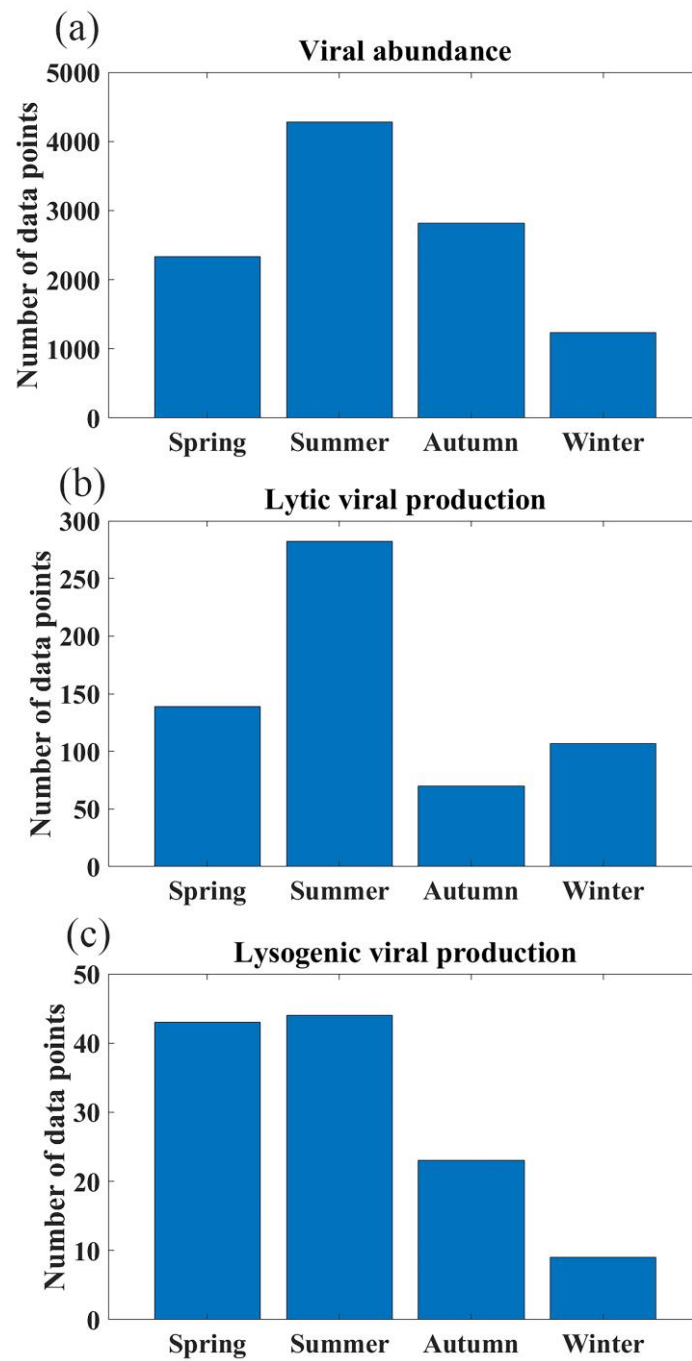 (a)
Viral abundance
5000
4000
3000
2000
1000
0
Number of data points
Spring Summer Autumn Winter
(b)
Lytic viral production
300
250
200
150
100
50
0
Number of data points
Spring Summer Autumn Winter
(c)
Lysogenic viral production
50
40
30
20
10
0
Number of data points
Spring Summer Autumn Winter